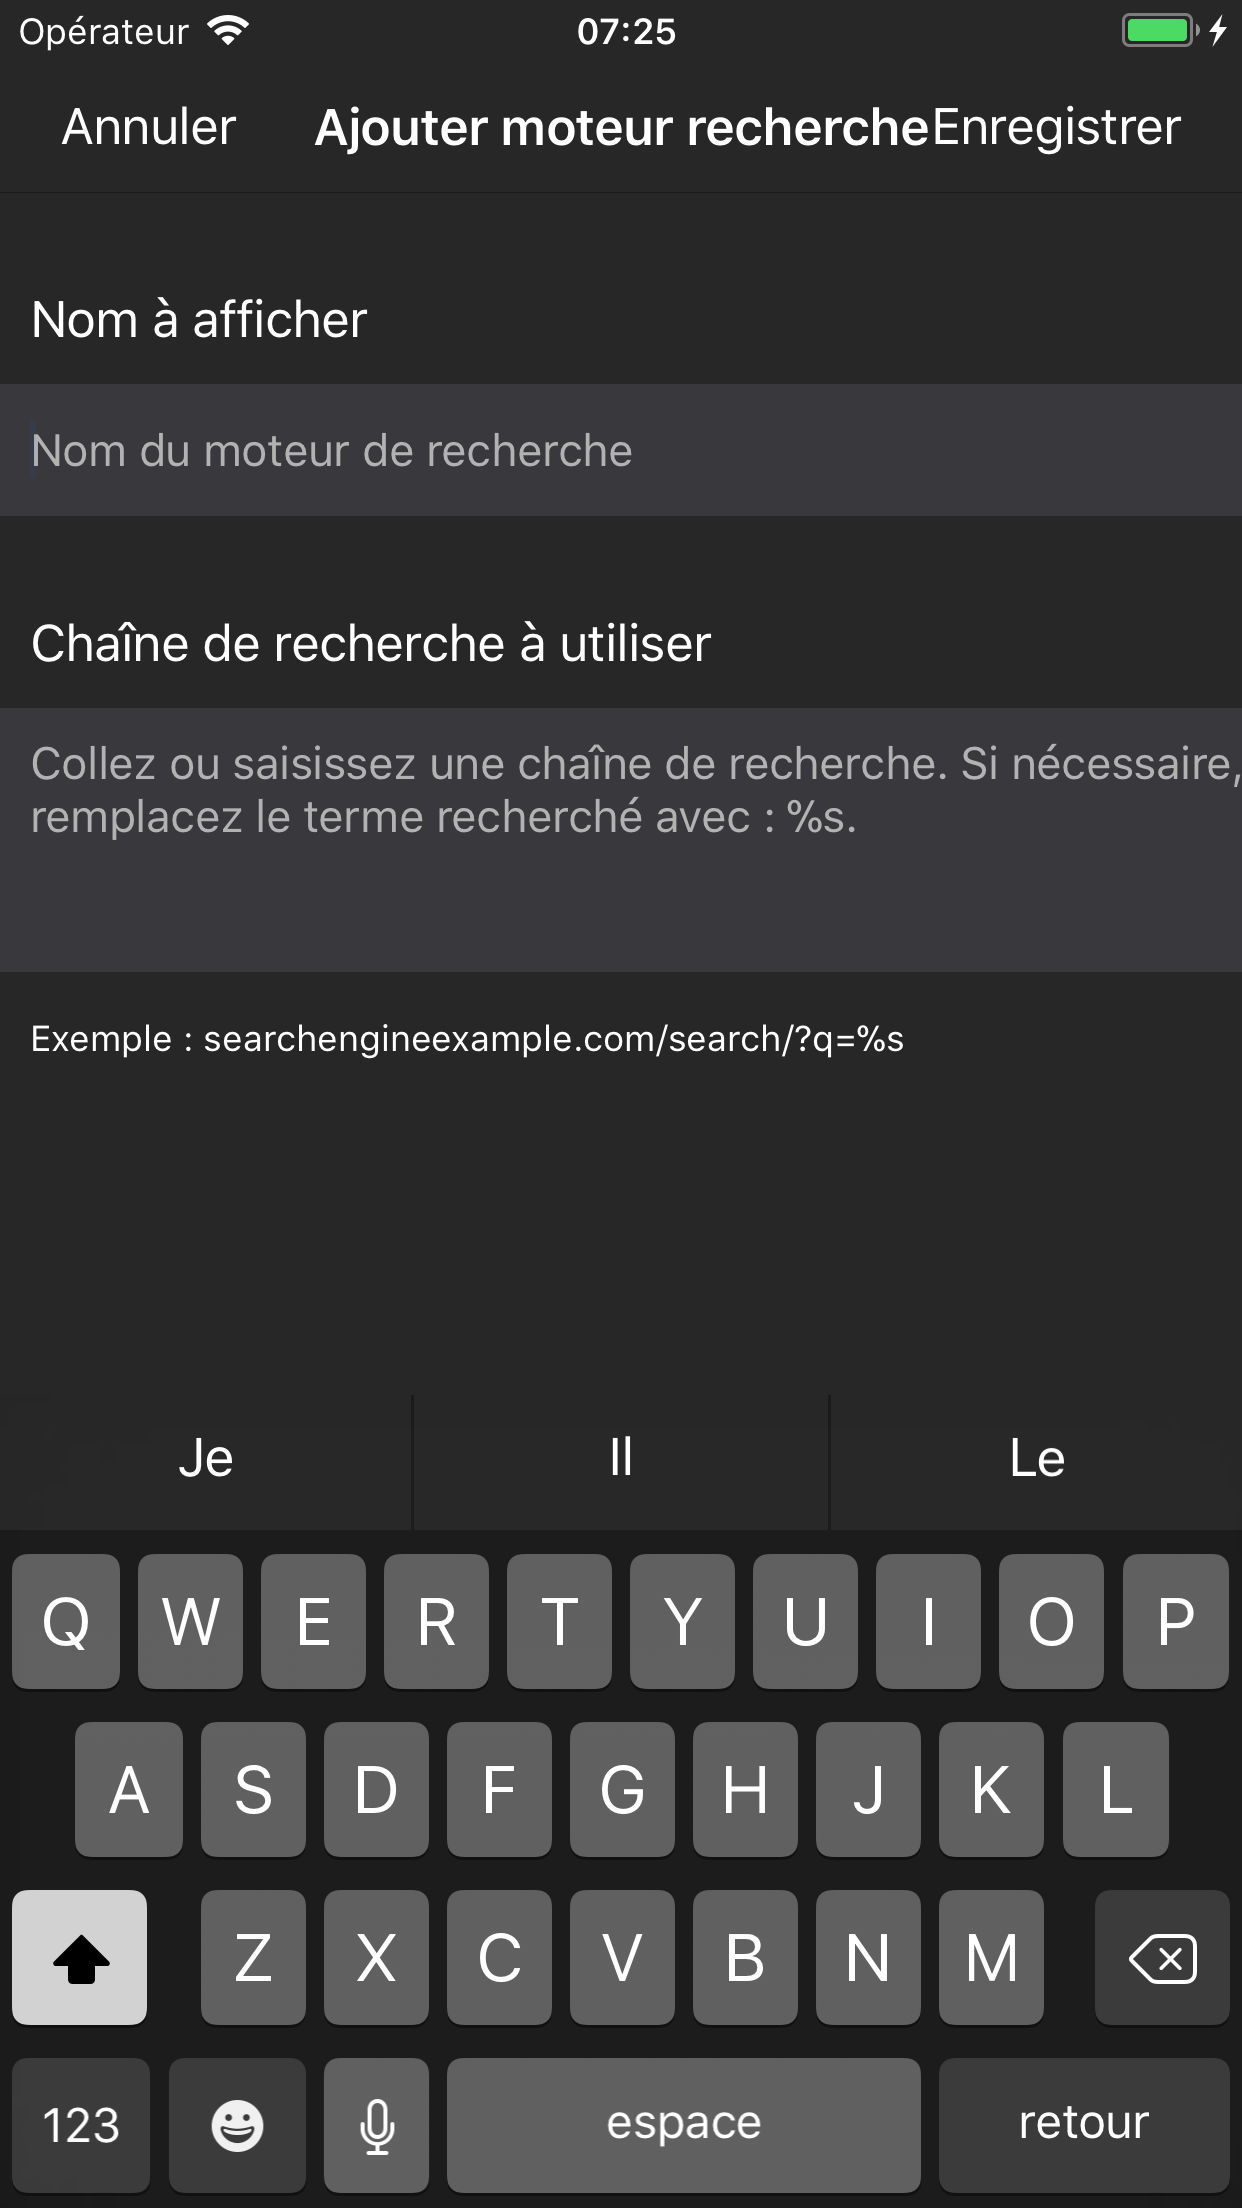 Opérateur 07:25
Annuler Ajouter moteur recherche Enregistrer
Nom à afficher
Nom du moteur de recherche
Chaîne de recherche à utiliser
Collez ou saisissez une chaîne de recherche. Si nécessaire,
remplacez le terme recherché avec : %s.
Exemple : searchengineexample.com/search/?q=%s
Je Il Le
Q W E R T Y U I O P
A S D F G H J K L
Z X C V B N M
123 espace retour